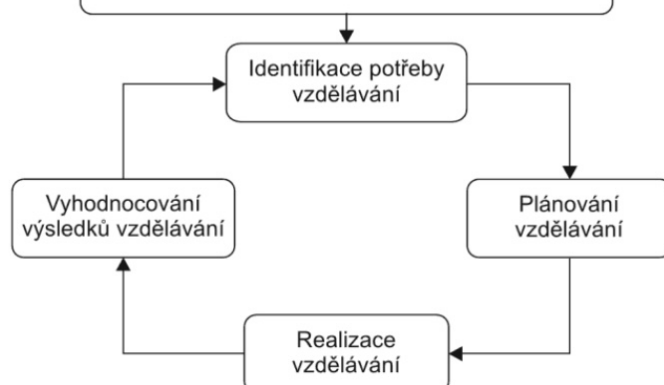 Identifikace potřeby
vzdělávání
Vyhodnocování
výsledků vzdělávání
Plánování
vzdělávání
Realizace
vzdělávání